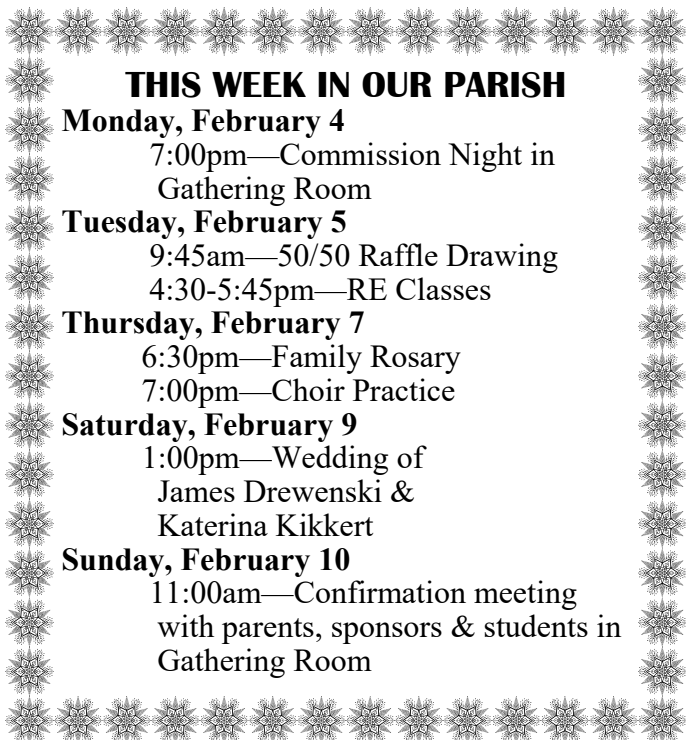 THIS WEEK IN OUR PARISH
Monday, February 4
7:00pm—Commission Night in
Gathering Room
Tuesday, February 5
9:45am—50/50 Raffle Drawing
4:30-5:45pm—RE Classes
Thursday, February 7
6:30pm—Family Rosary
7:00pm—Choir Practice
Saturday, February 9
1:00pm—Wedding of
James Drewenski &
Katerina Kikkert
Sunday, February 10
11:00am—Confirmation meeting
with parents, sponsors & students in
Gathering Room